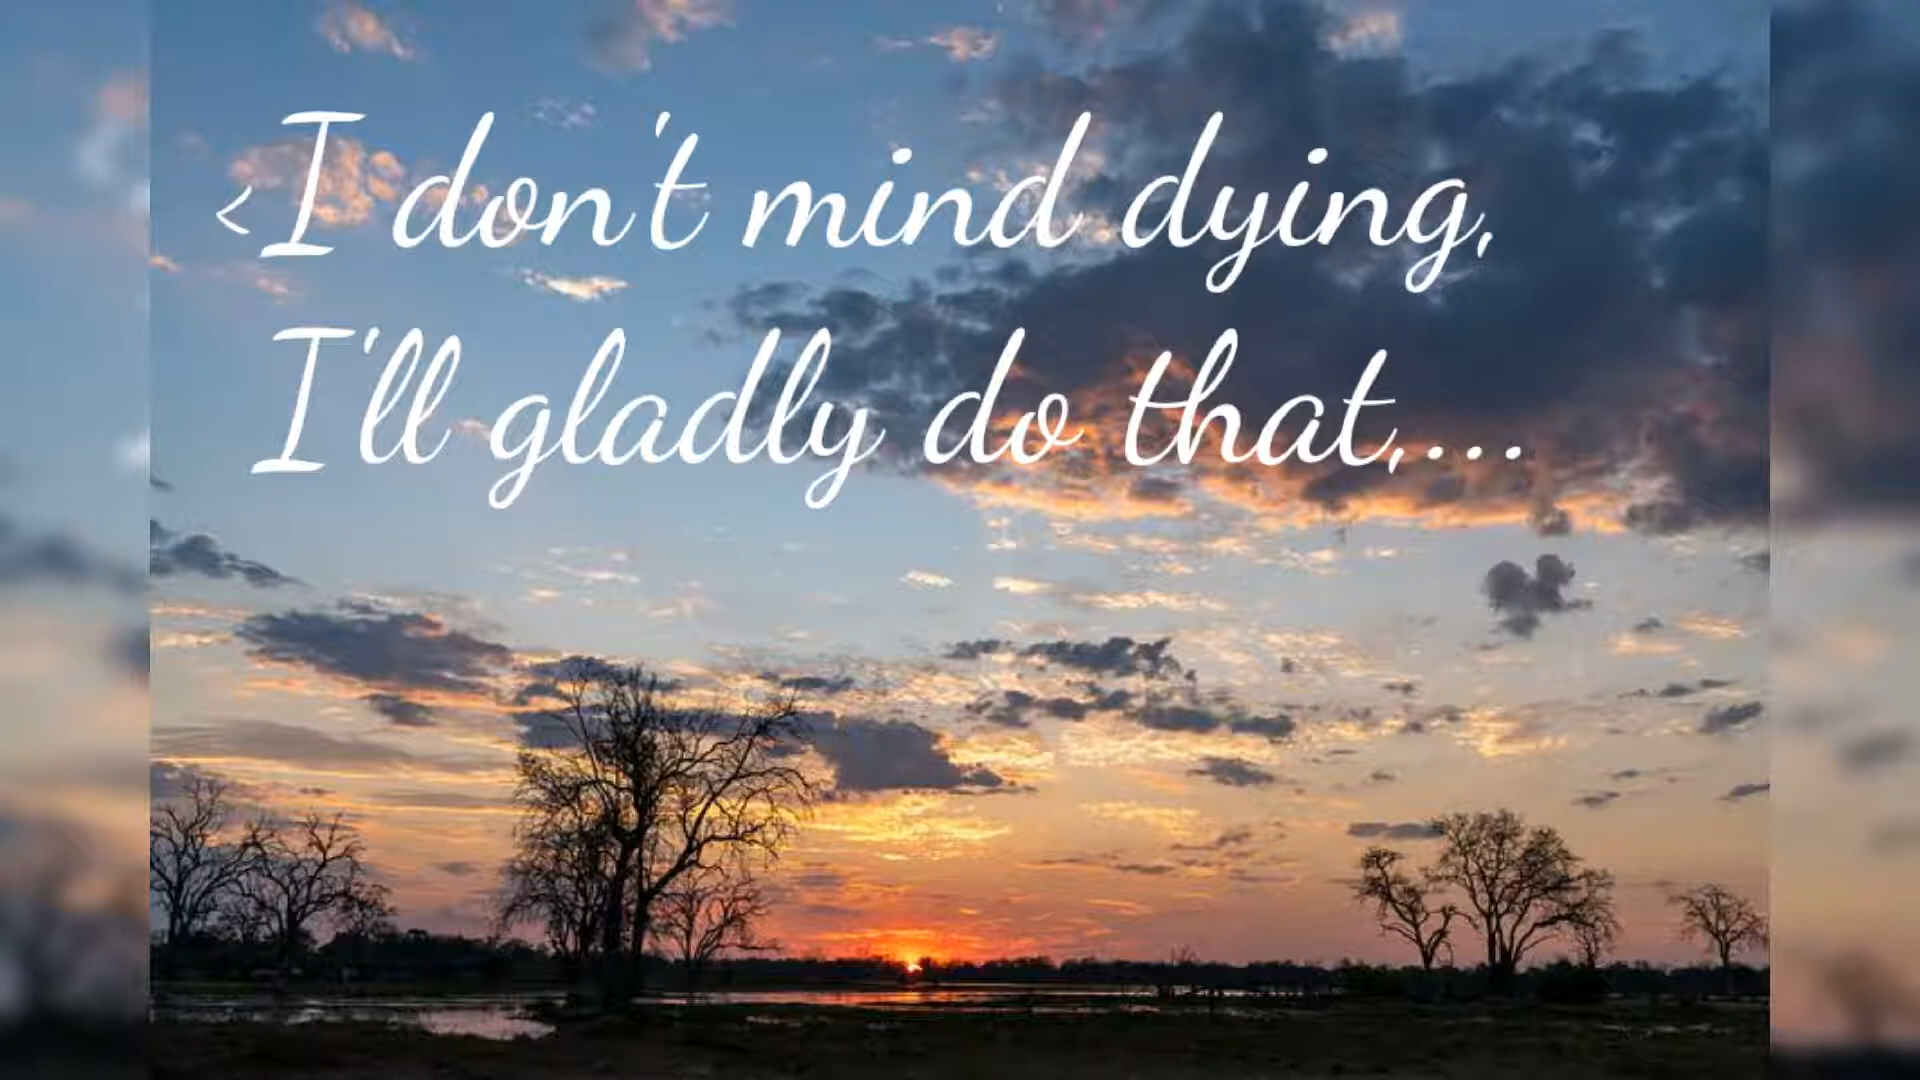 <I don't mind dying,
I'll gladly do that,...